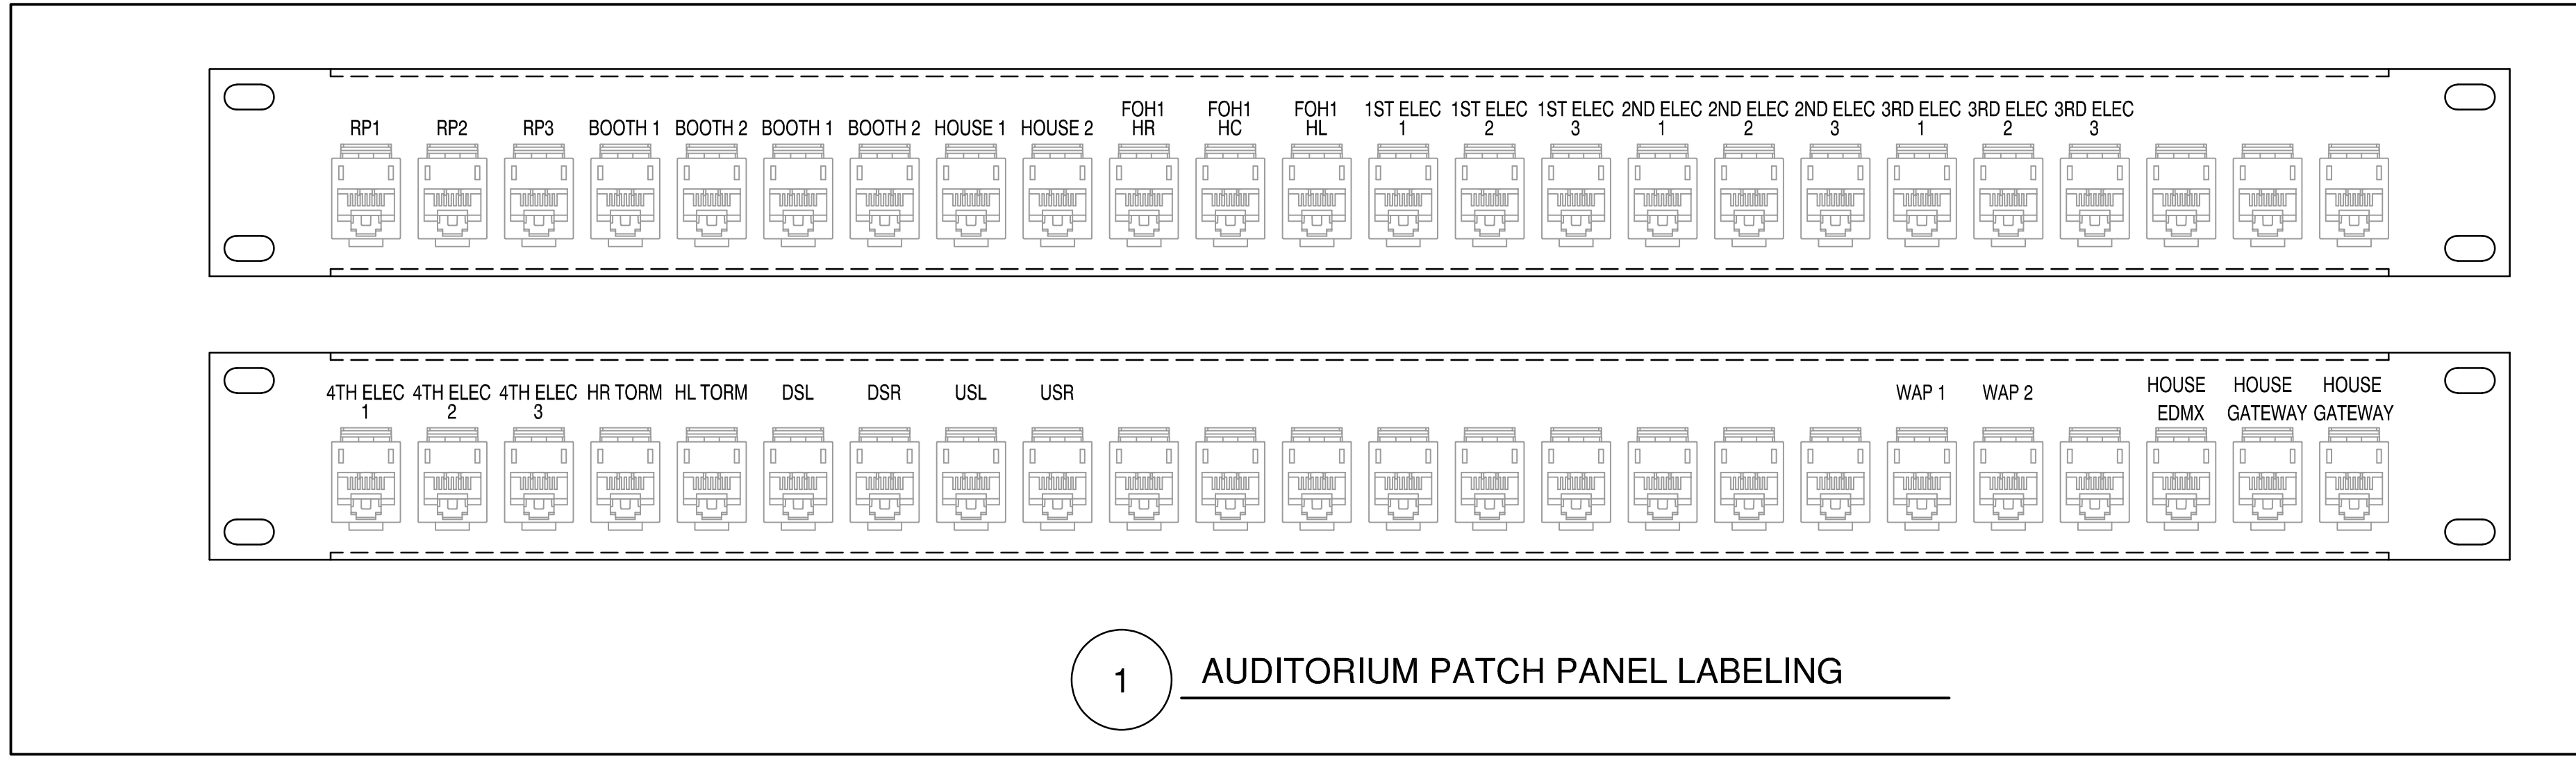 RP1 RP2 RP3 BOOTH 1 BOOTH 2 BOOTH 1 BOOTH 2 HOUSE 1 HOUSE 2
FOH1 FOH1 FOH1 1ST ELEC 1ST ELEC 1ST ELEC 2ND ELEC 2ND ELEC 2ND ELEC 3RD ELEC 3RD ELEC 3RD ELEC
HR HC HL 1 2 3 1 2 3 1 2 3
4TH ELEC 4TH ELEC 4TH ELEC HR TORM HL TORM DSL DSR USL USR WAP 1 WAP 2
1 2 3
HOUSE HOUSE HOUSE
EDMX GATEWAY GATEWAY
1 AUDITORIUM PATCH PANEL LABELING